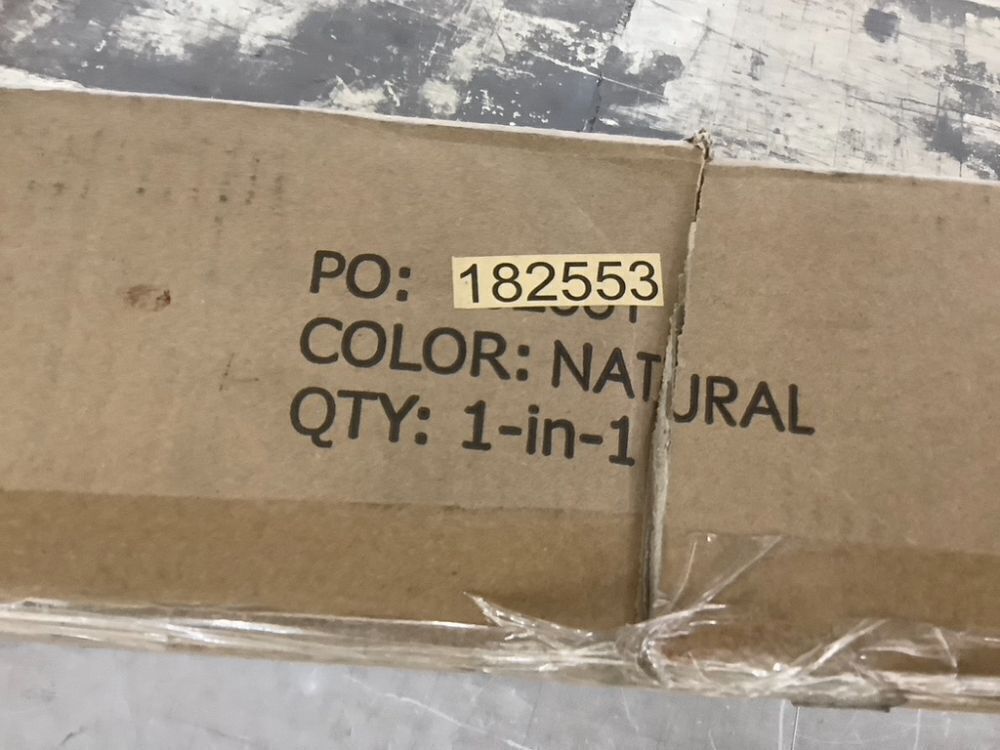 PO: 182553
COLOR: NATURAL
QTY: 1-in-1